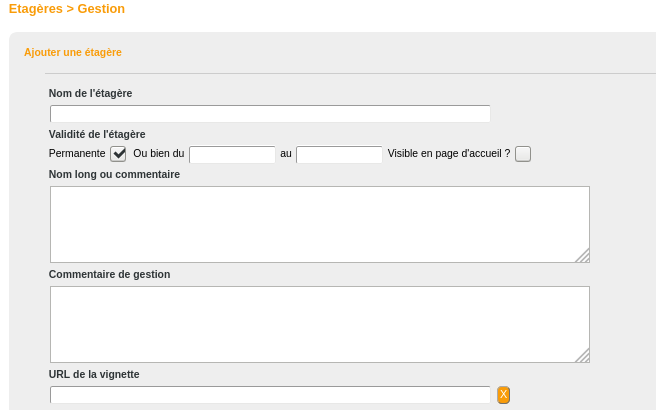 Etagères > Gestion
Ajouter une étagère
Nom de l'étagère
Validité de l'étagère
Permanente Ou bien du au Visible en page d'accueil ?
Nom long ou commentaire
Commentaire de gestion
URL de la vignette
X